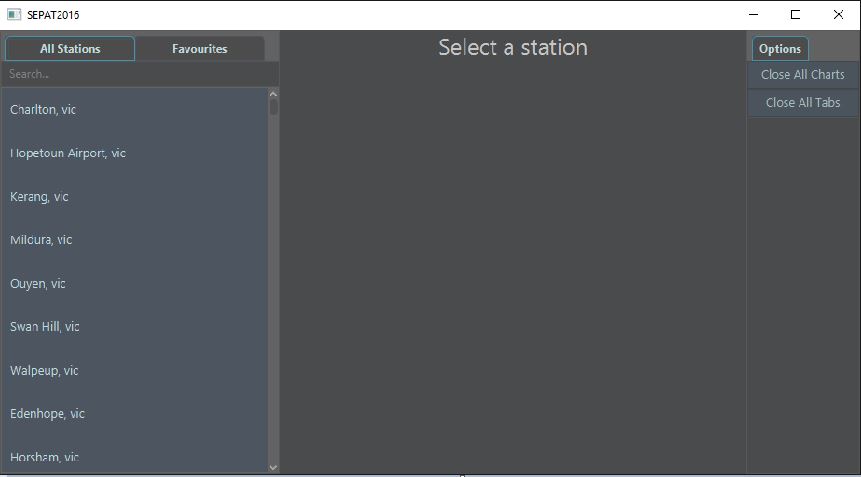 SEPAT2016
All Stations
Favourites
Search...
Charlton, vic
Hopetoun Airport, vic
Kerang, vic
Mildura, vic
Ouyen, vic
Swan Hill, vic
Walpeup, vic
Edenhope, vic
Horsham, vic
Select a station
Options
Close All Charts
Close All Tabs